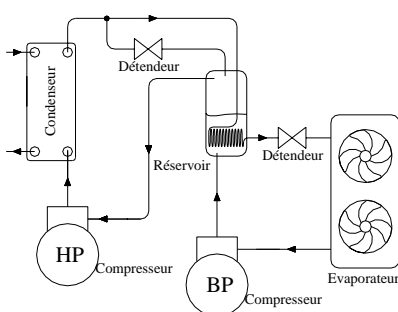 Détendeur
Condenseur
Réservoir
Détendeur
HP
Compresseur
BP
Compresseur
Evaporateur